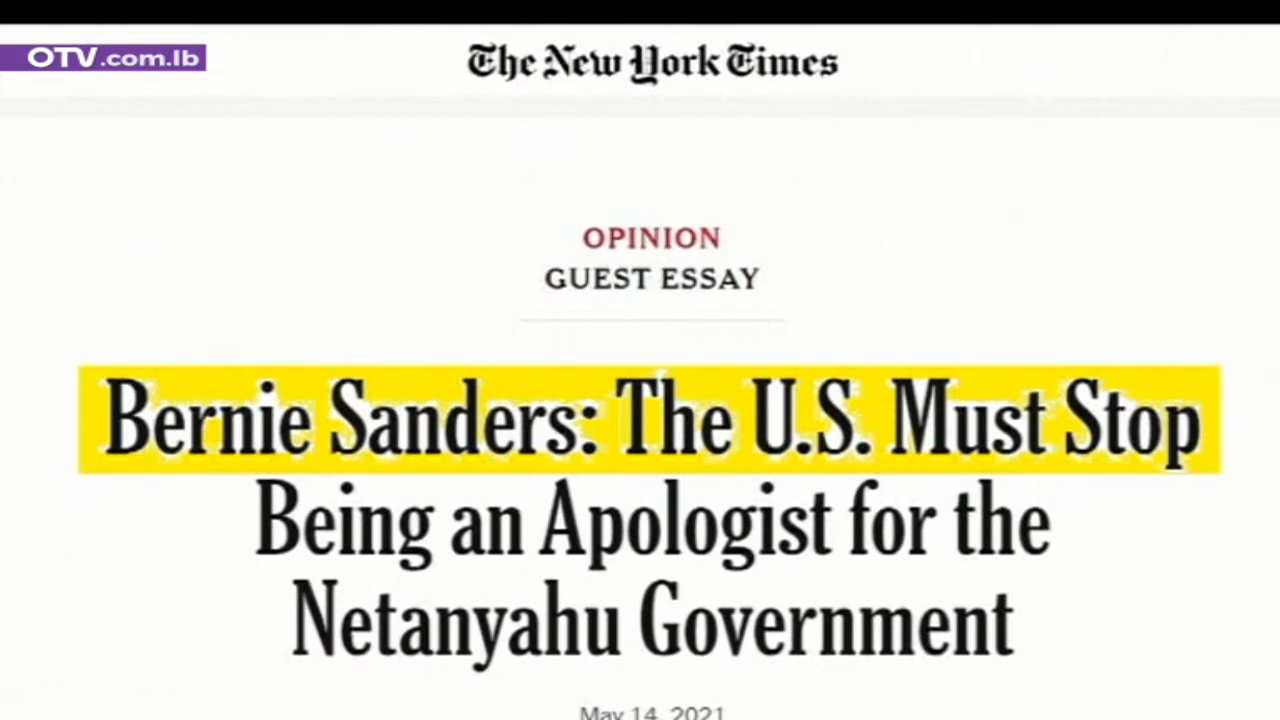 OTV.com.lb
The New York Times
OPINION
GUEST ESSAY
Bernie Sanders: The U.S. Must Stop
Being an Apologist for the
Netanyahu Government
May 14, 2021